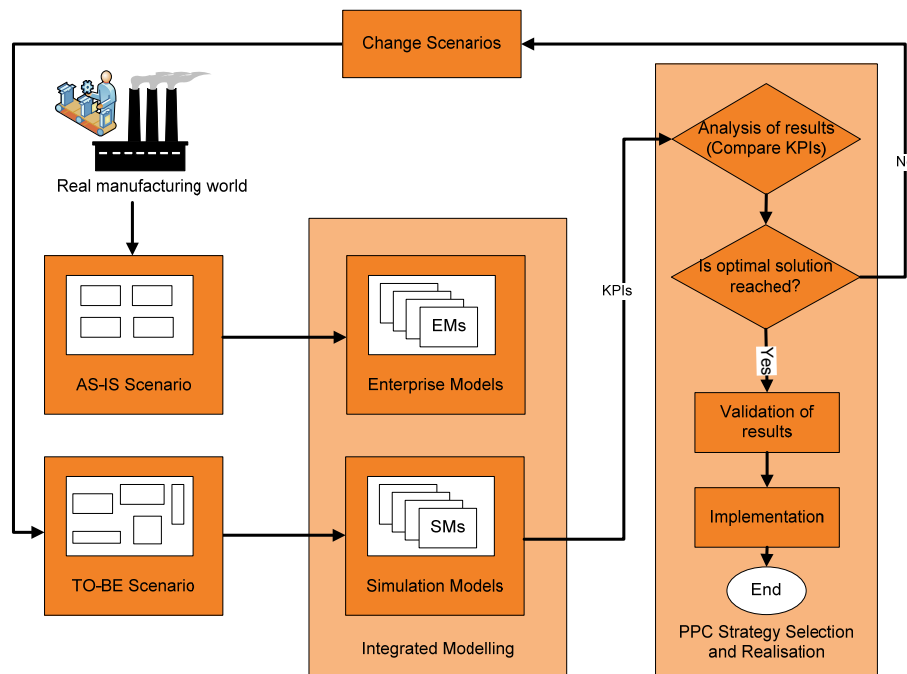 Change Scenarios
Real manufacturing world
Analysis of results
(Compare KPIs)
N
Is optimal solution
reached?
KPIs
EMs
AS-IS Scenario
Enterprise Models
Yes
Validation of
results
SMs
Implementation
TO-BE Scenario
Simulation Models
End
Integrated Modelling
PPC Strategy Selection
and Realisation